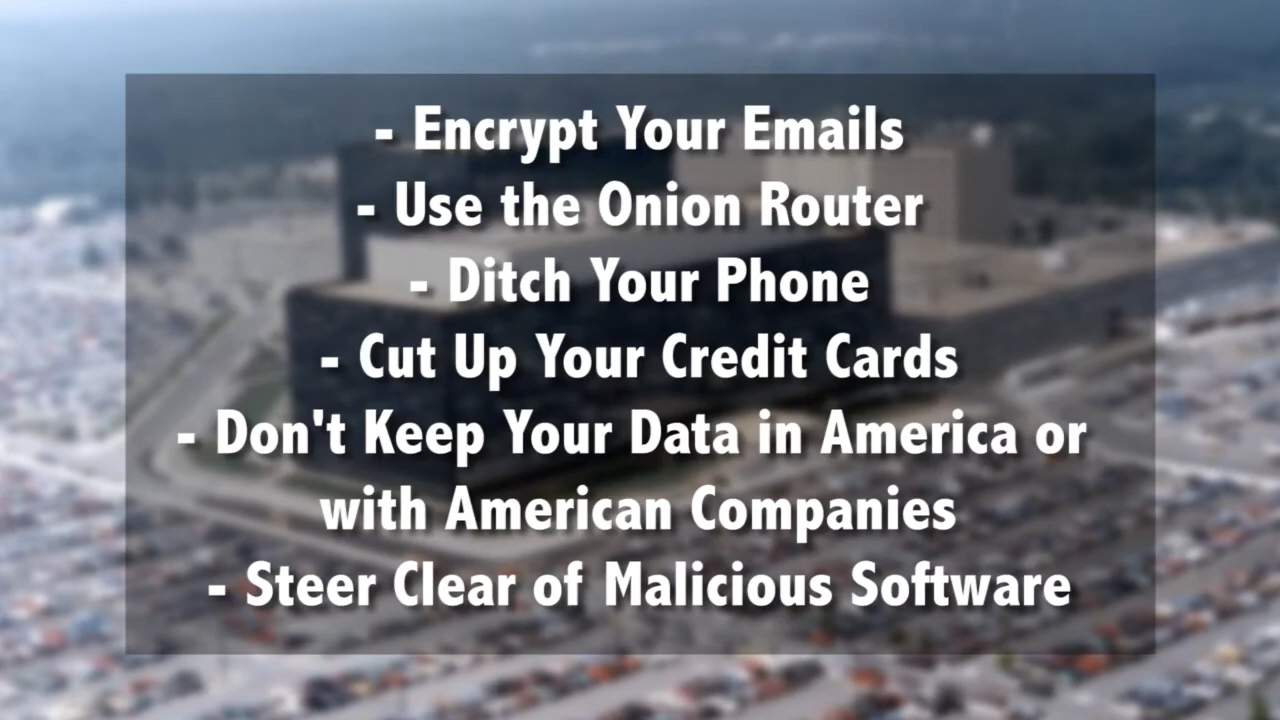 - Encrypt Your Emails
- Use the Onion Router
- Ditch Your Phone
- Cut Up Your Credit Cards
- Don't Keep Your Data in America or
with American Companies
- Steer Clear of Malicious Software